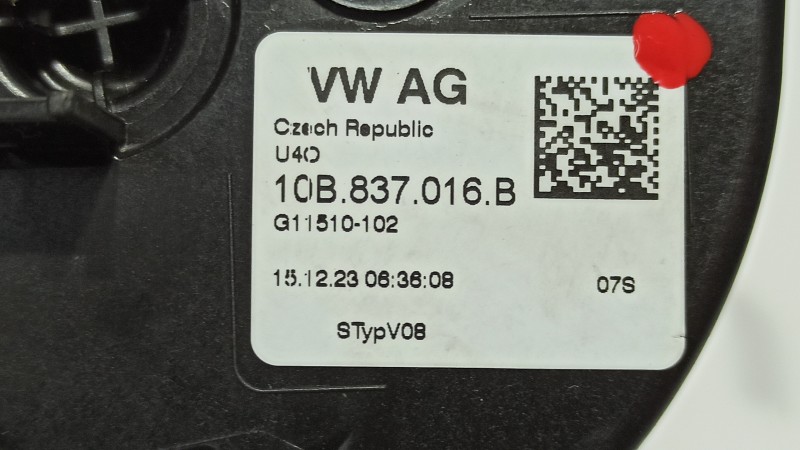 VW AG
Czech Republic
U4O
10B.837.016.B
G11510-102
15.12.23 06:36:08
07S
STypV08